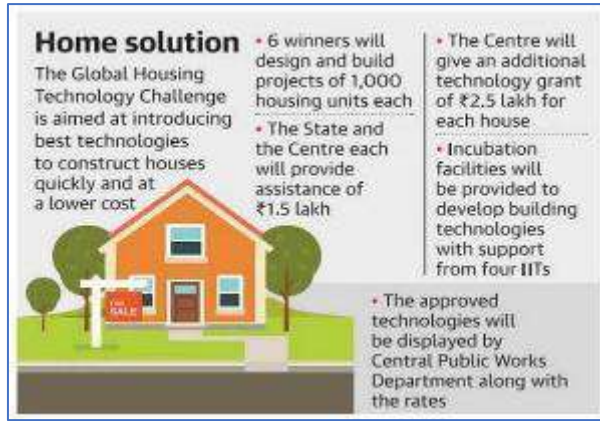 Home solution
The Global Housing
Technology Challenge
is aimed at introducing
best technologies
to construct houses
quickly and at
a lower cost
• 6 winners will
design and build
projects of 1,000
housing units each
• The State and
the Centre each
will provide
assistance of
₹1.5 lakh
• The Centre will
give an additional
technology grant
of ₹2.5 lakh for
each house
• Incubation
facilities will
be provided to
develop building
technologies
with support
from four IITs
FOR
SALE
• The approved
technologies will
be displayed by
Central Public Works
Department along with
the rates